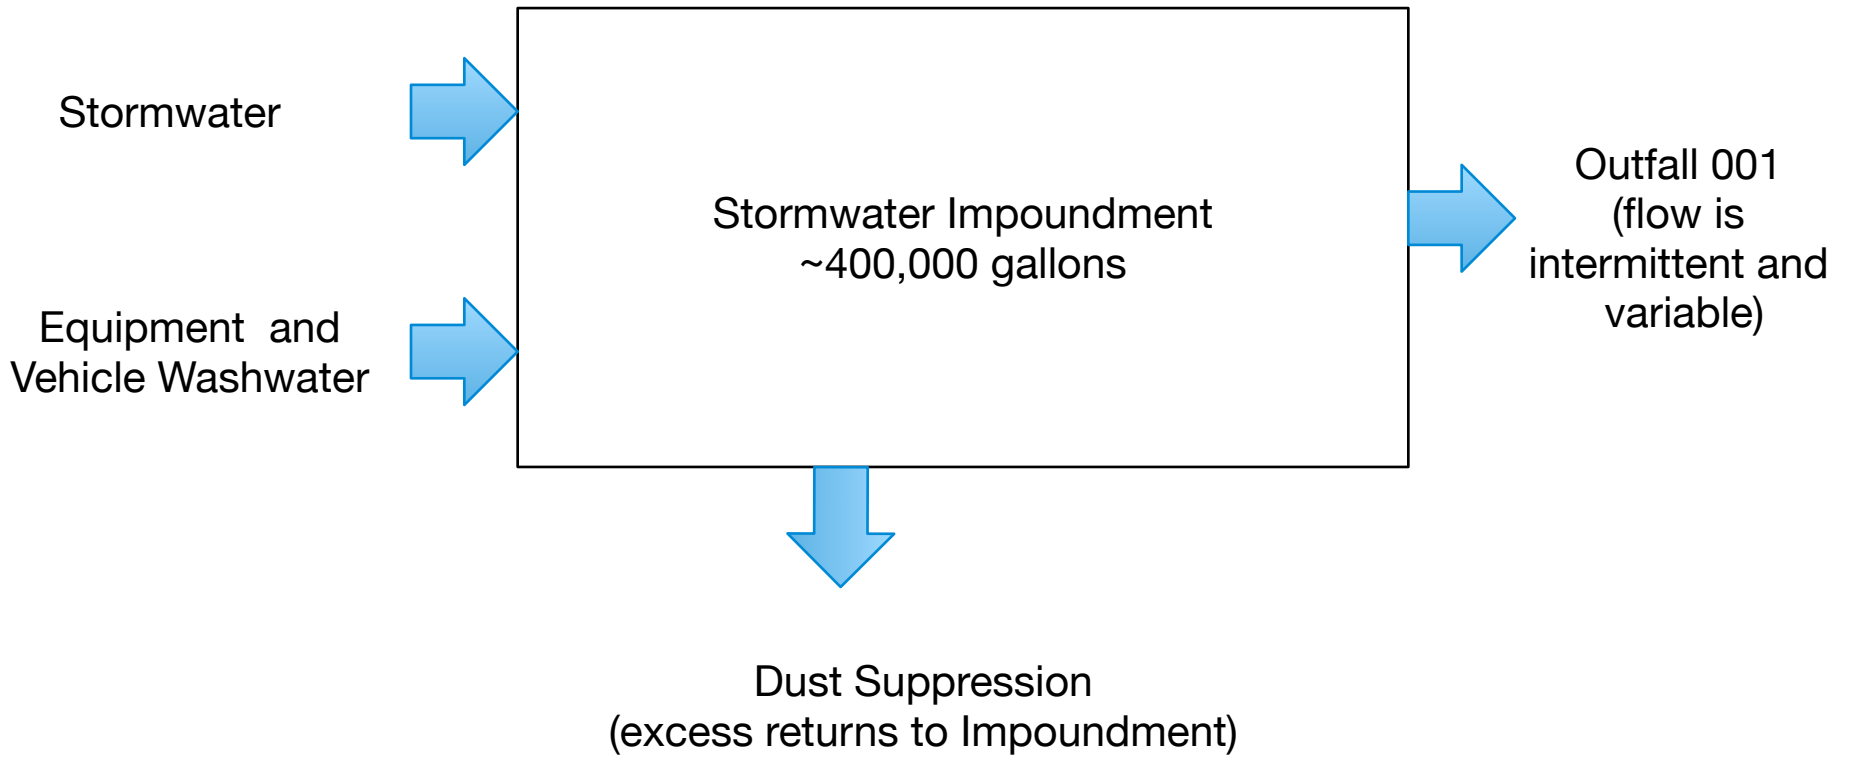 Stormwater
Equipment  and
Vehicle Washwater
Stormwater Impoundment
~400,000 gallons
Outfall 001
(flow is
intermittent and
variable)
Dust Suppression
(excess returns to Impoundment)